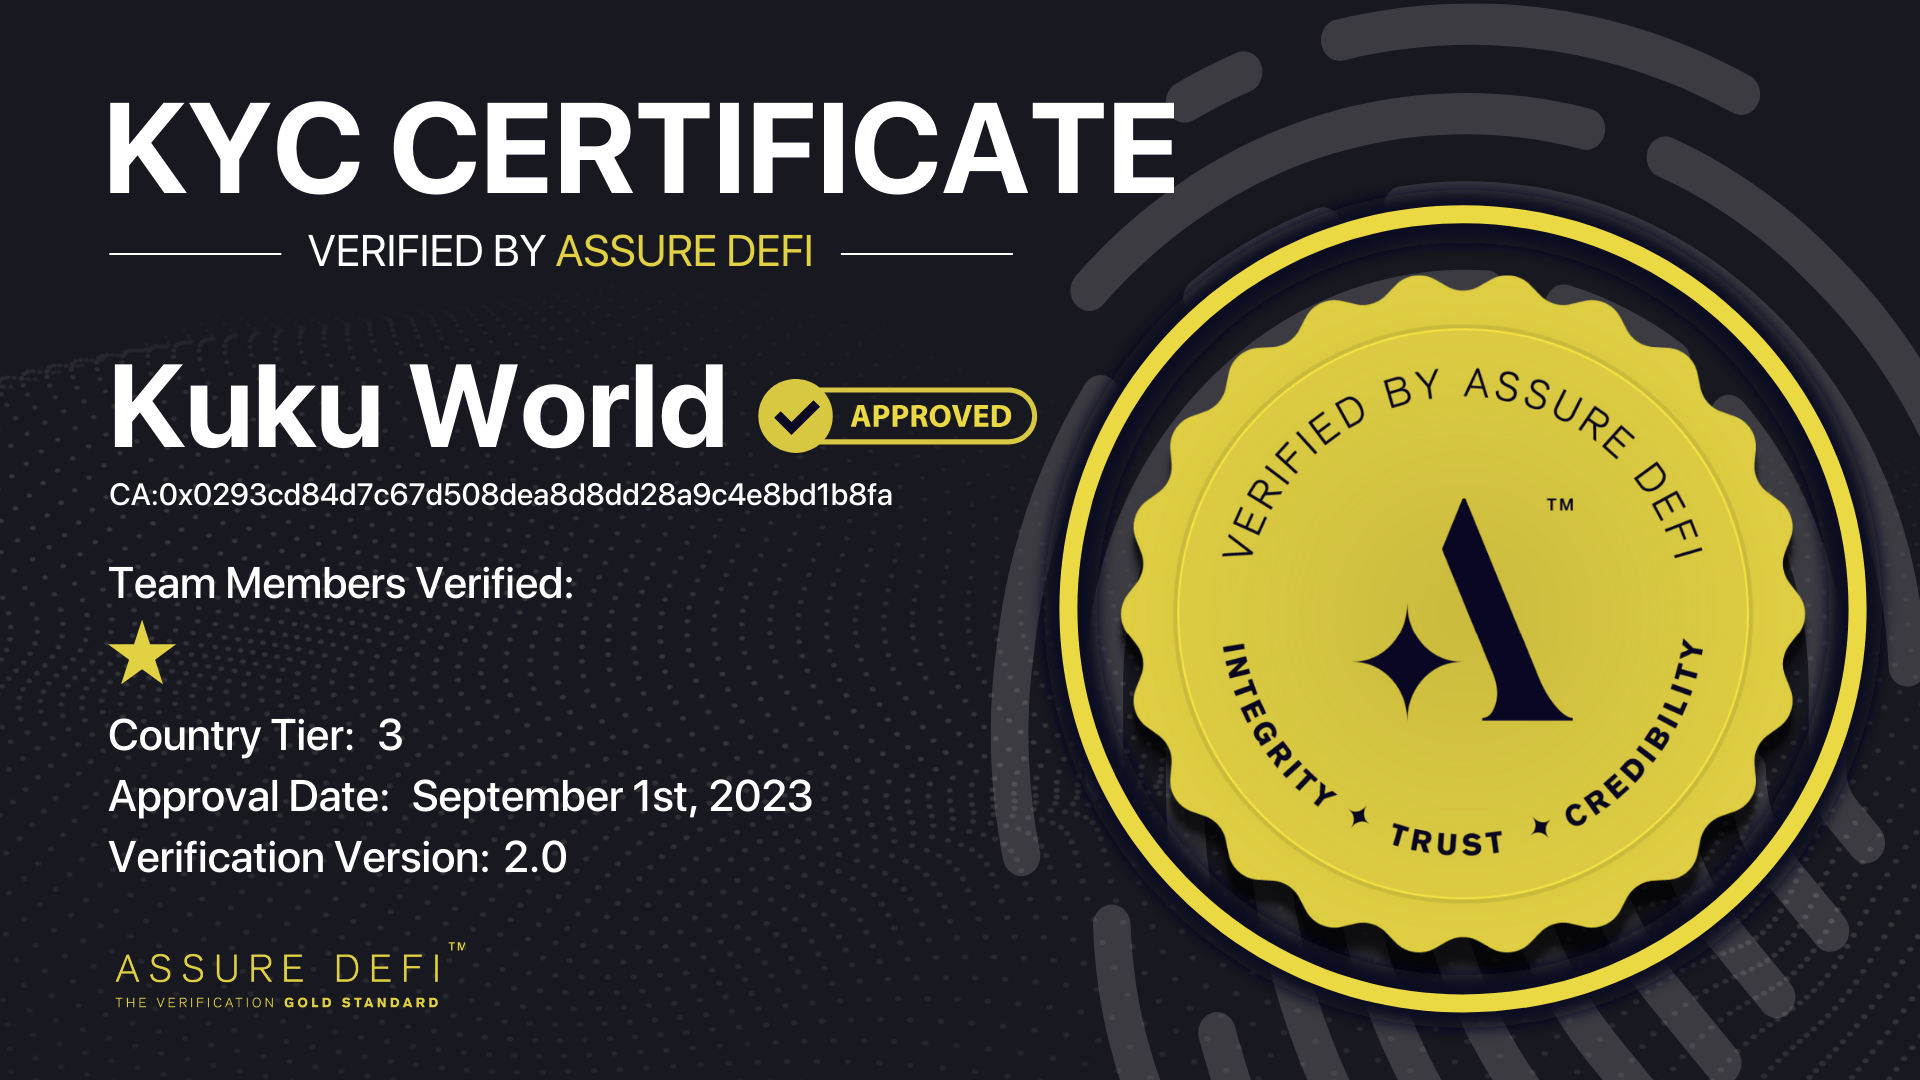 KYC CERTIFICATE
VERIFIED BY ASSURE DEFI
Kuku World
APPROVED
CA:0x0293cd84d7c67d508dea8d8dd28a9c4e8bd1b8fa
Team Members Verified:
Country Tier: 3
Approval Date: September 1st, 2023
Verification Version: 2.0
ASSURE DEFI™
THE VERIFICATION GOLD STANDARD
VERIFIED BY ASSURE DEFI
™
INTEGRITY ✦ TRUST ✦ CREDIBILITY